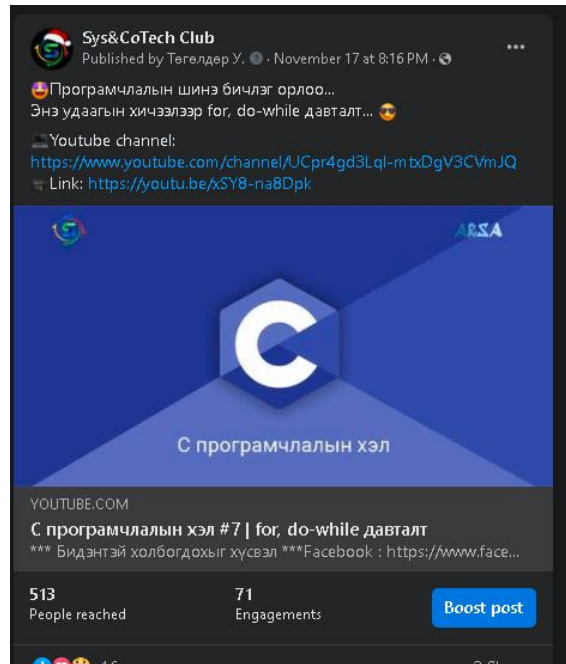 Sys&CoTech Club
Published by Төгөлдөр У. · November 17 at 8:16 PM ·
Програмчлалын шинэ бичлэг орлоо...
Энэ удаагын хичээлээр for, do-while давталт...
Youtube channel:
https://www.youtube.com/channel/UCpr4gd3Lql-mtxDgV3CVmJQ
Link: https://youtu.be/xSY8-na8Dpk
ARSA
C
С програмчлалын хэл
YOUTUBE.COM
С програмчлалын хэл #7 | for, do-while давталт
*** Бидэнтэй холбогдохыг хүсвэл ***Facebook : https://www.face...
513
People reached
71
Engagements
Boost post